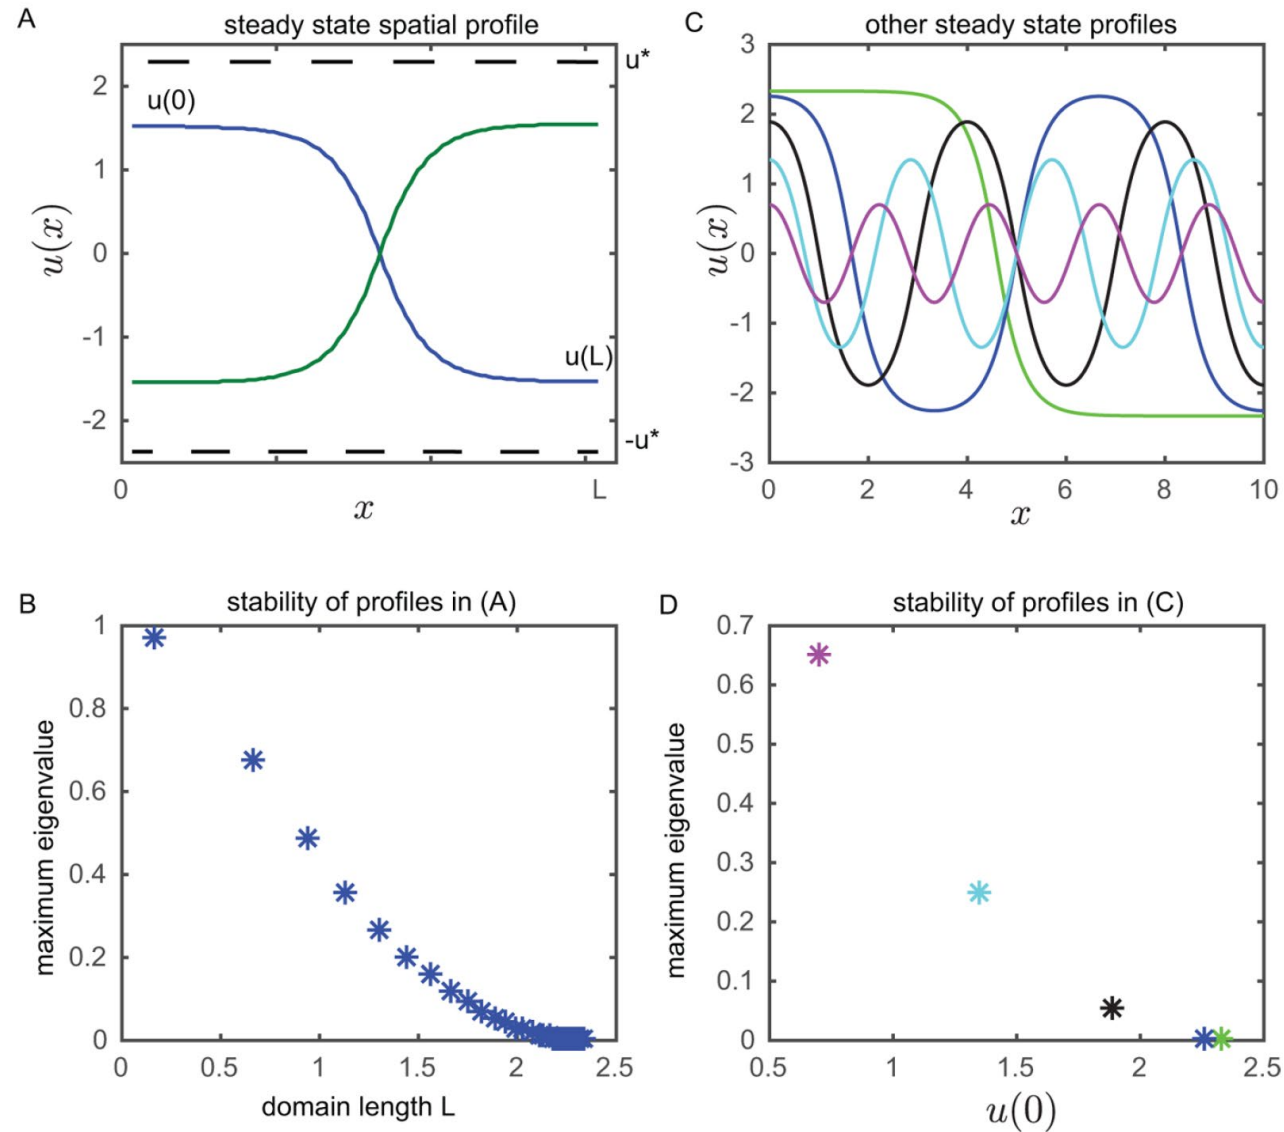 A
steady state spatial profile
u*
u(0)
u(L)
-u*
2
1
0
-1
-2
u(x)
0
L
x
C
other steady state profiles
3
2
1
0
-1
-2
-3
u(x)
0
2
4
6
8
10
x
B
stability of profiles in (A)
1
0.8
0.6
0.4
0.2
0
maximum eigenvalue
0
0.5
1
1.5
2
2.5
domain length L
D
stability of profiles in (C)
0.7
0.6
0.5
0.4
0.3
0.2
0.1
0
maximum eigenvalue
0.5
1
1.5
2
2.5
u(0)